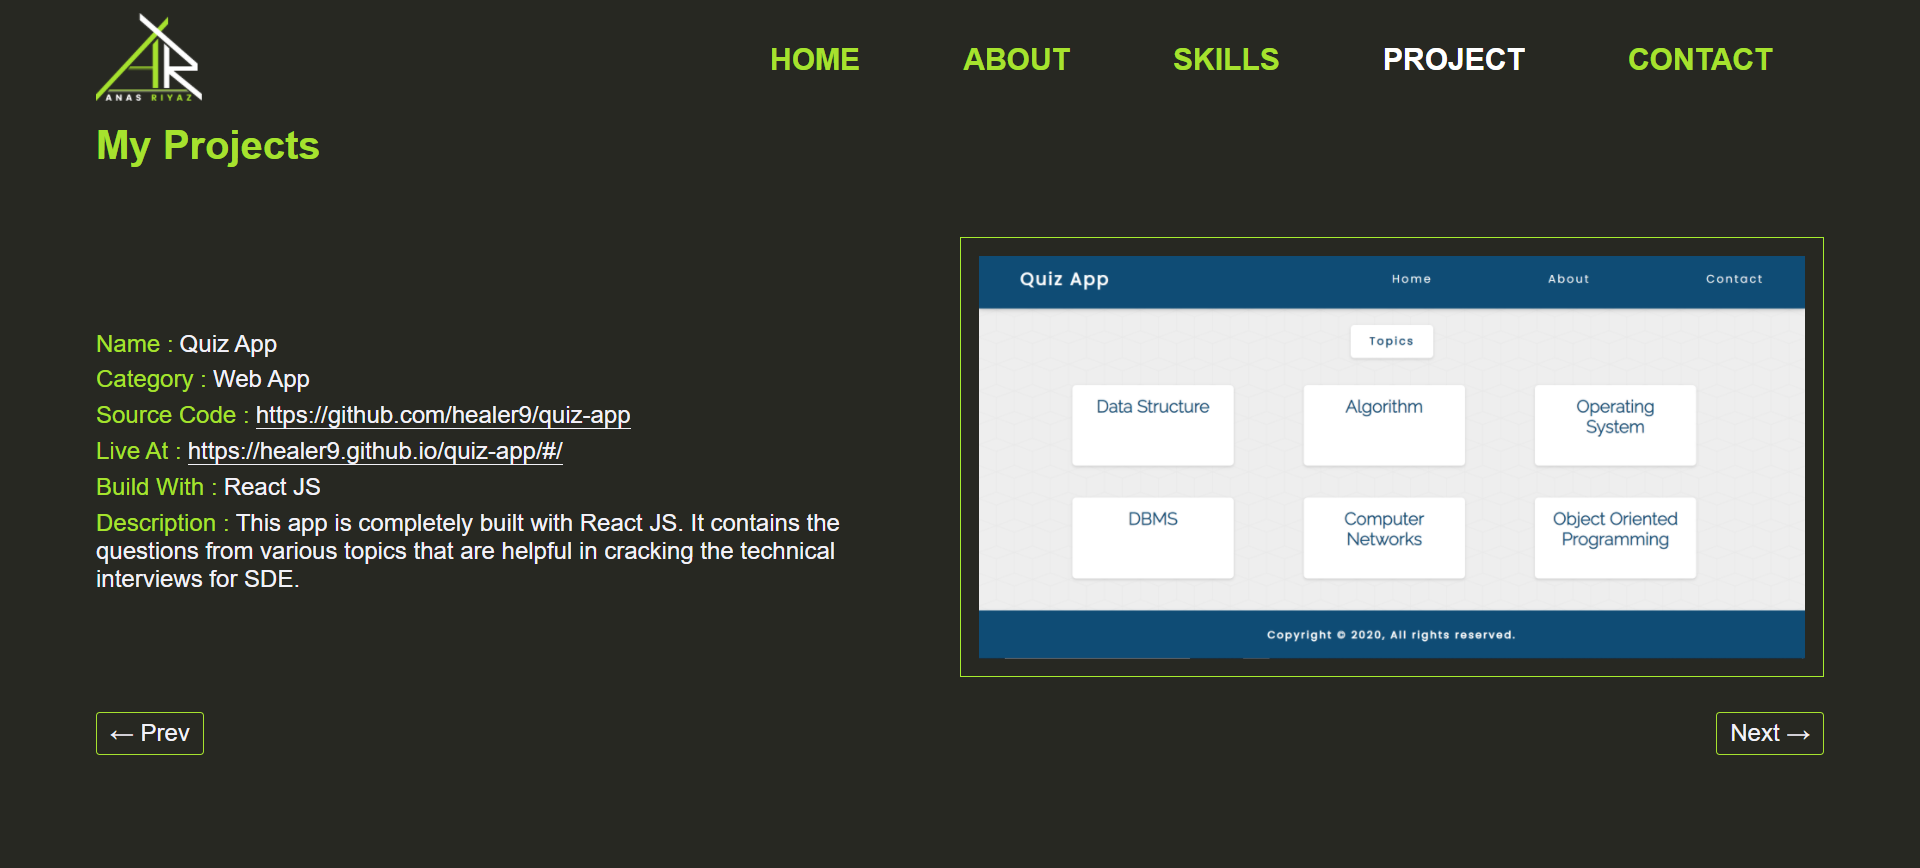 ANAS RIYAZ
HOME ABOUT SKILLS PROJECT CONTACT
My Projects
Name : Quiz App
Category : Web App
Source Code : https://github.com/healer9/quiz-app
Live At : https://healer9.github.io/quiz-app/#/
Build With : React JS
Description : This app is completely built with React JS. It contains the
questions from various topics that are helpful in cracking the technical
interviews for SDE.
Quiz App Home About Contact
Topics
Data Structure
Algorithm
Operating
System
DBMS
Computer
Networks
Object Oriented
Programming
Copyright © 2020, All rights reserved.
← Prev
Next →